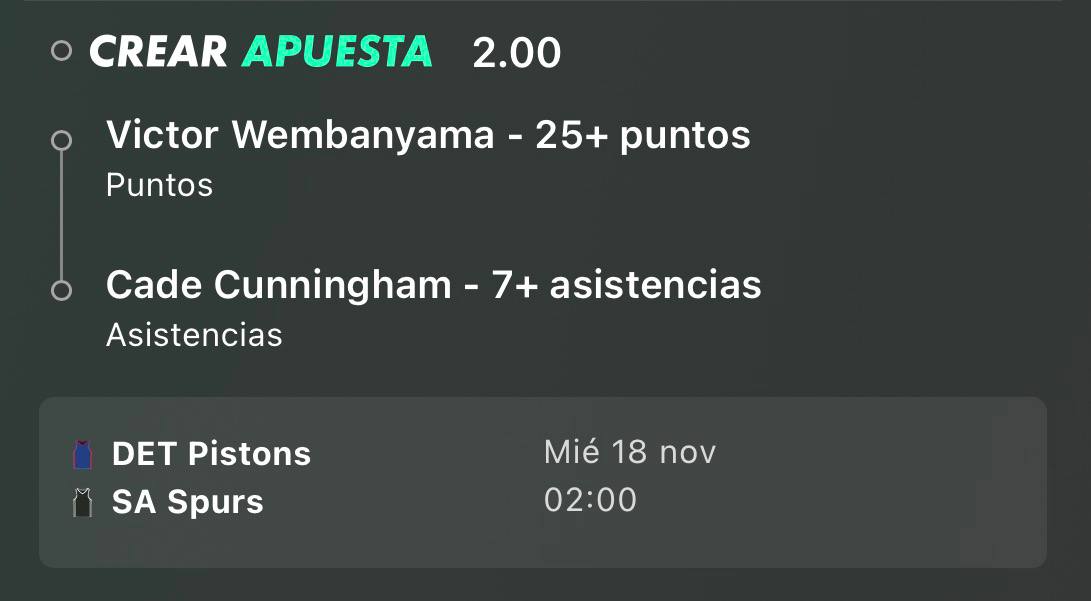 CREAR APUESTA 2.00
Victor Wembanyama - 25+ puntos
Puntos
Cade Cunningham - 7+ asistencias
Asistencias
DET Pistons Mié 18 nov
SA Spurs 02:00